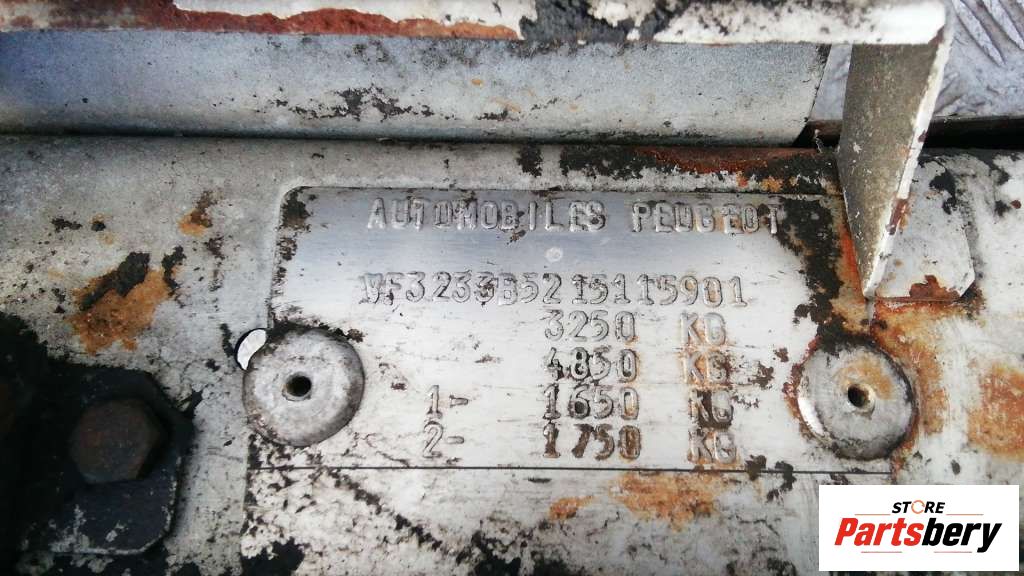 AUTOMOBILES PEUGEOT
VF3233B5215115901
3250 KG
4850 KG
1- 1650 KG
2- 1750 KG
STORE
Partsbery